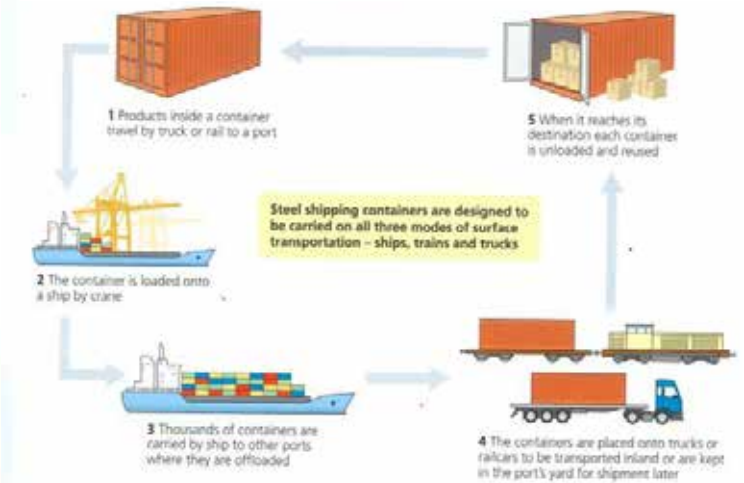 1 Products inside a container
travel by truck or rail to a port
5 When it reaches its
destination each container
is unloaded and reused
Steel shipping containers are designed to
be carried on all three modes of surface
transportation – ships, trains and trucks
2 The container is loaded onto
a ship by crane
3 Thousands of containers are
carried by ship to other ports
where they are offloaded
4 The containers are placed onto trucks or
railcars to be transported inland or are kept
in the port's yard for shipment later